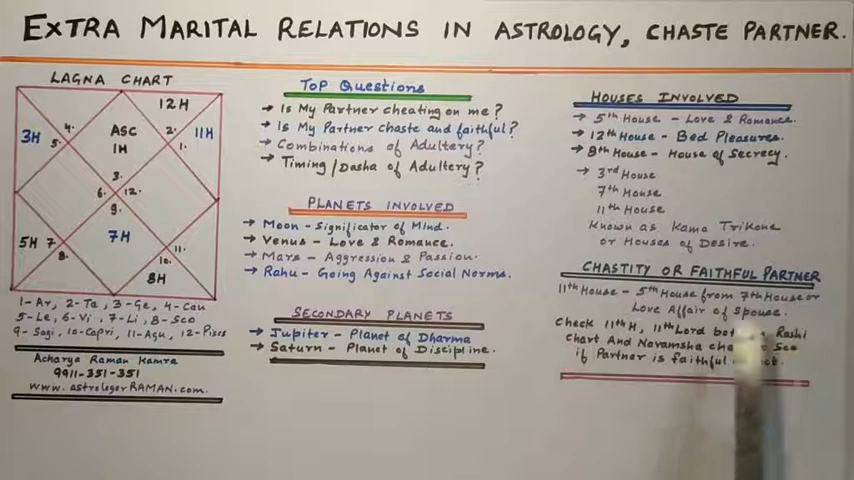 EXTRA MARITAL RELATIONS IN ASTROLOGY, CHASTE PARTNER.
LAGNA CHART
12H
3H
4.
5.
ASC
1H
2.
11H
1.
3.
6.
12.
9.
5H
7.
7H
8.
11.
10.
8H
1-Ar, 2-Ta, 3-Ge, 4-Can
5-Le, 6-Vi, 7-Li, 8-Sco
9-Sagi, 10-Capri, 11-Aqu, 12-Pisces
Acharya Raman Kamra
9911-351-351
www.astrologerRAMAN.com
Top Questions
→ Is My Partner cheating on me?
→ Is My Partner chaste and faithful?
→ Combinations of Adultery?
→ Timing/Dasha of Adultery?
PLANETS INVOLVED
→ Moon - Significator of Mind.
→ Venus - Love & Romance.
→ Mars - Aggression & Passion.
→ Rahu - Going Against Social Norms.
SECONDARY PLANETS
→ Jupiter - Planet of Dharma
→ Saturn - Planet of Discipline.
HOUSES INVOLVED
→ 5th House - Love & Romance.
→ 12th House - Bed Pleasures.
→ 8th House - House of Secrecy.
→ 3rd House
7th House
11th House
Known as Kama Trikone
or Houses of Desire.
CHASTITY OR FAITHFUL PARTNER
11th House - 5th House from 7th House or
Love Affair of Spouse.
Check 11th H, 11th Lord Rashi
Chart And Navamsha See
if Partner is faithful